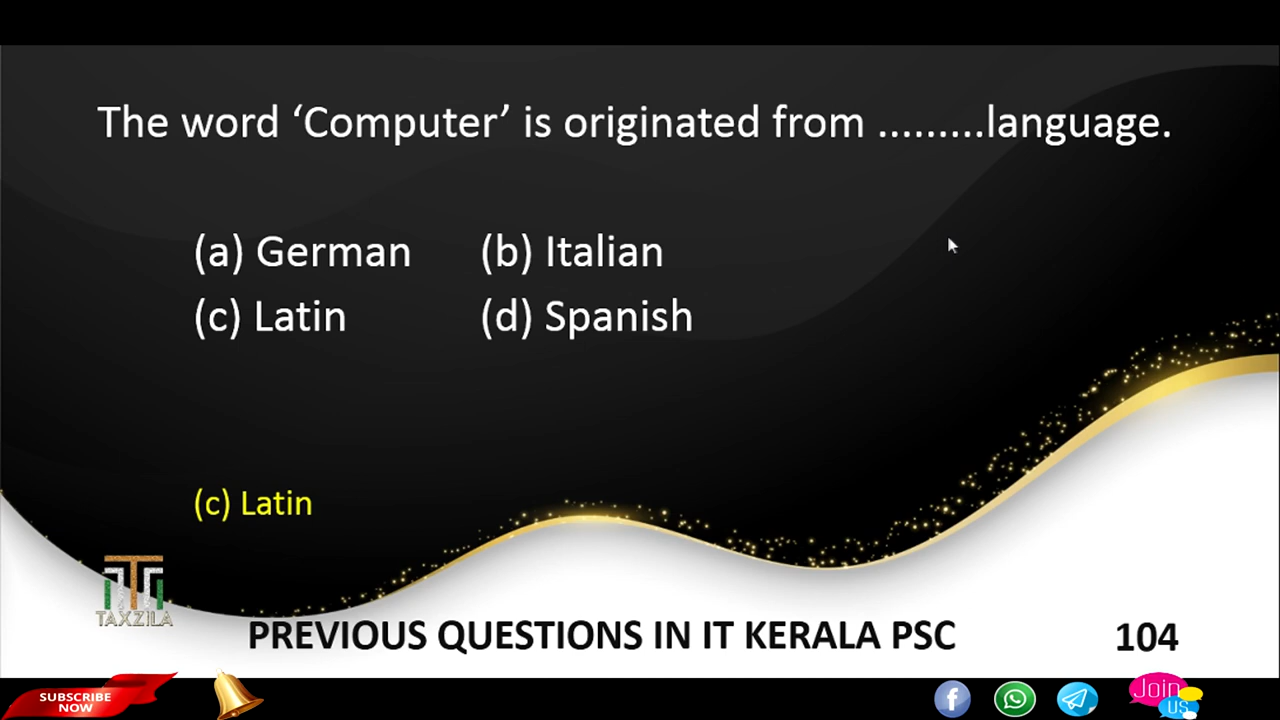 The word ‘Computer’ is originated from .........language.
(a) German (b) Italian
(c) Latin (d) Spanish
(c) Latin
TAXZILA
PREVIOUS QUESTIONS IN IT KERALA PSC 104
SUBSCRIBE
NOW
Join
us